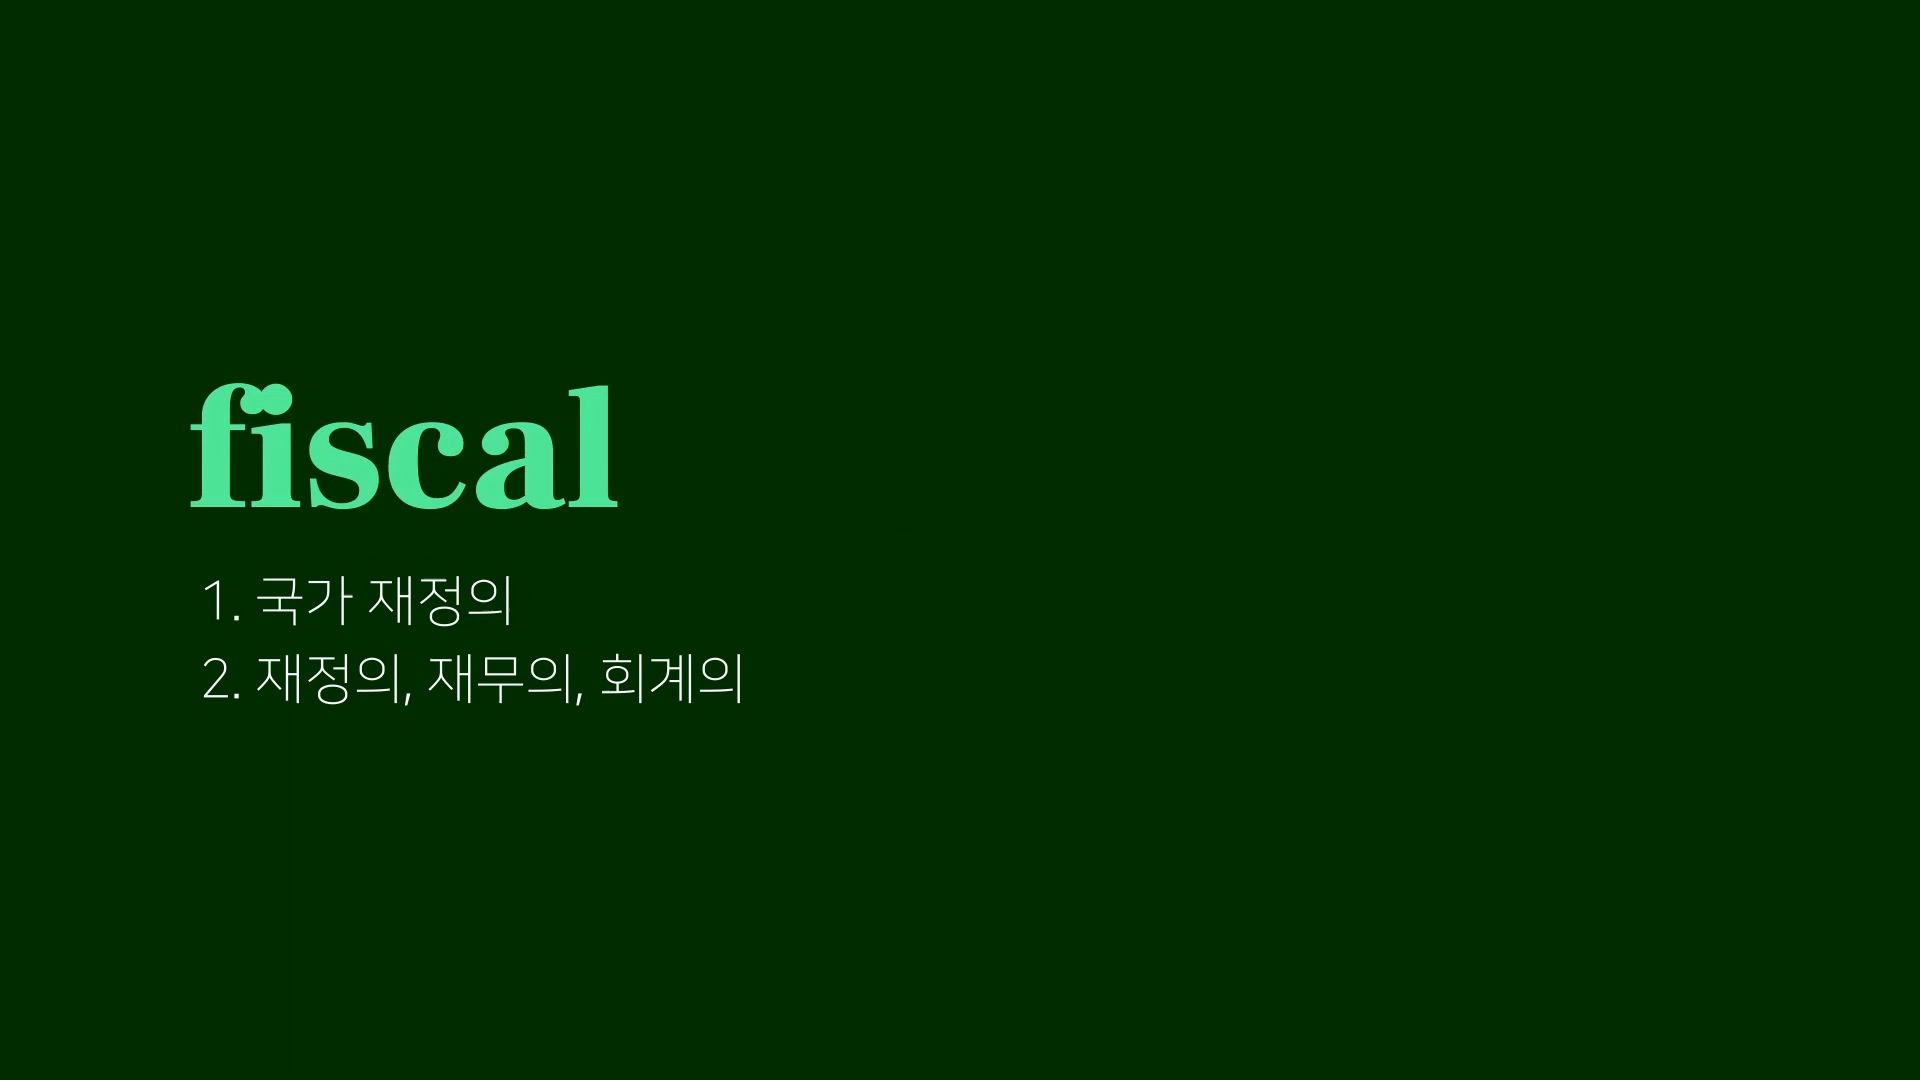 fiscal
1. 국가 재정의
2. 재정의, 재무의, 회계의